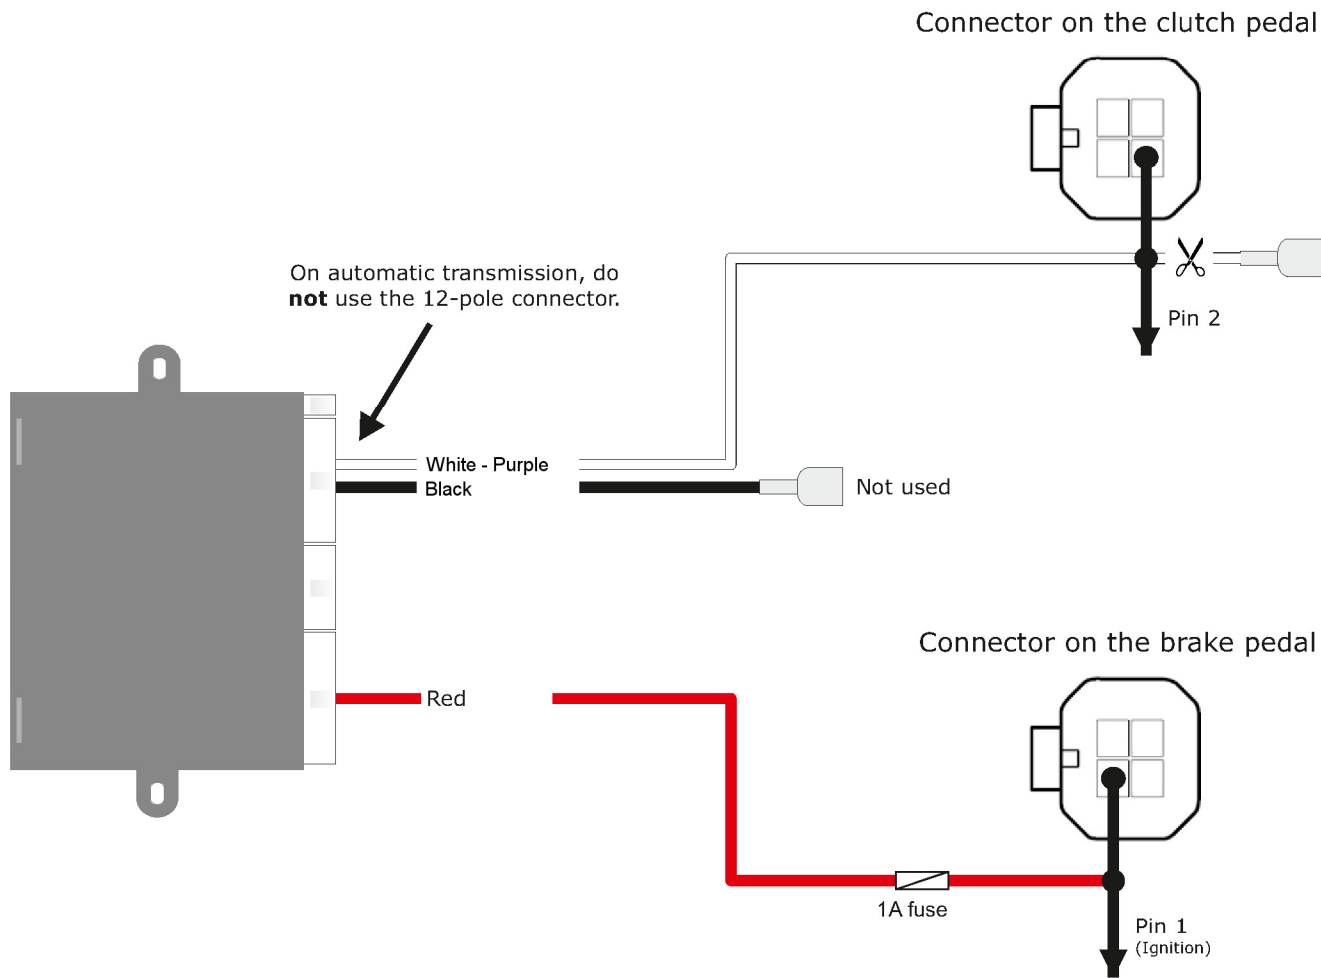 Connector on the clutch pedal
On automatic transmission, do
not use the 12-pole connector.
Pin 2
White - Purple
Black
Not used
Connector on the brake pedal
Red
1A fuse
Pin 1
(Ignition)